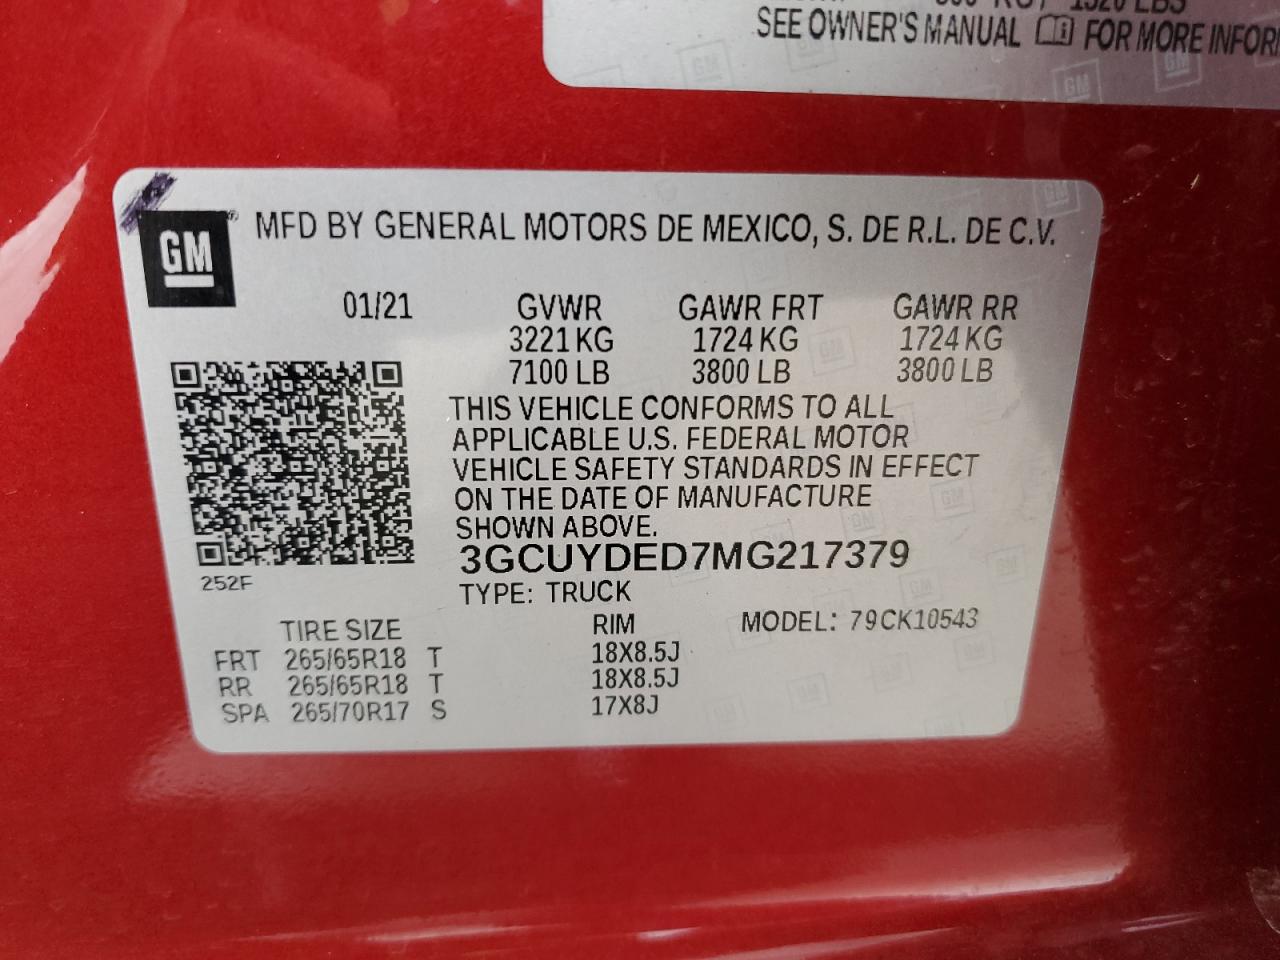 SEE OWNER'S MANUAL FOR MORE
GM
MFD BY GENERAL MOTORS DE MEXICO, S. DE R.L. DE C.V.
01/21 GVWR GAWR FRT GAWR RR
3221 KG 1724 KG 1724 KG
7100 LB 3800 LB 3800 LB
THIS VEHICLE CONFORMS TO ALL
APPLICABLE U.S. FEDERAL MOTOR
VEHICLE SAFETY STANDARDS IN EFFECT
ON THE DATE OF MANUFACTURE
SHOWN ABOVE.
3GCUYDED7MG217379
252F
TYPE: TRUCK
TIRE SIZE RIM MODEL: 79CK10543
FRT 265/65R18 T 18X8.5J
RR 265/65R18 T 18X8.5J
SPA 265/70R17 S 17X8J